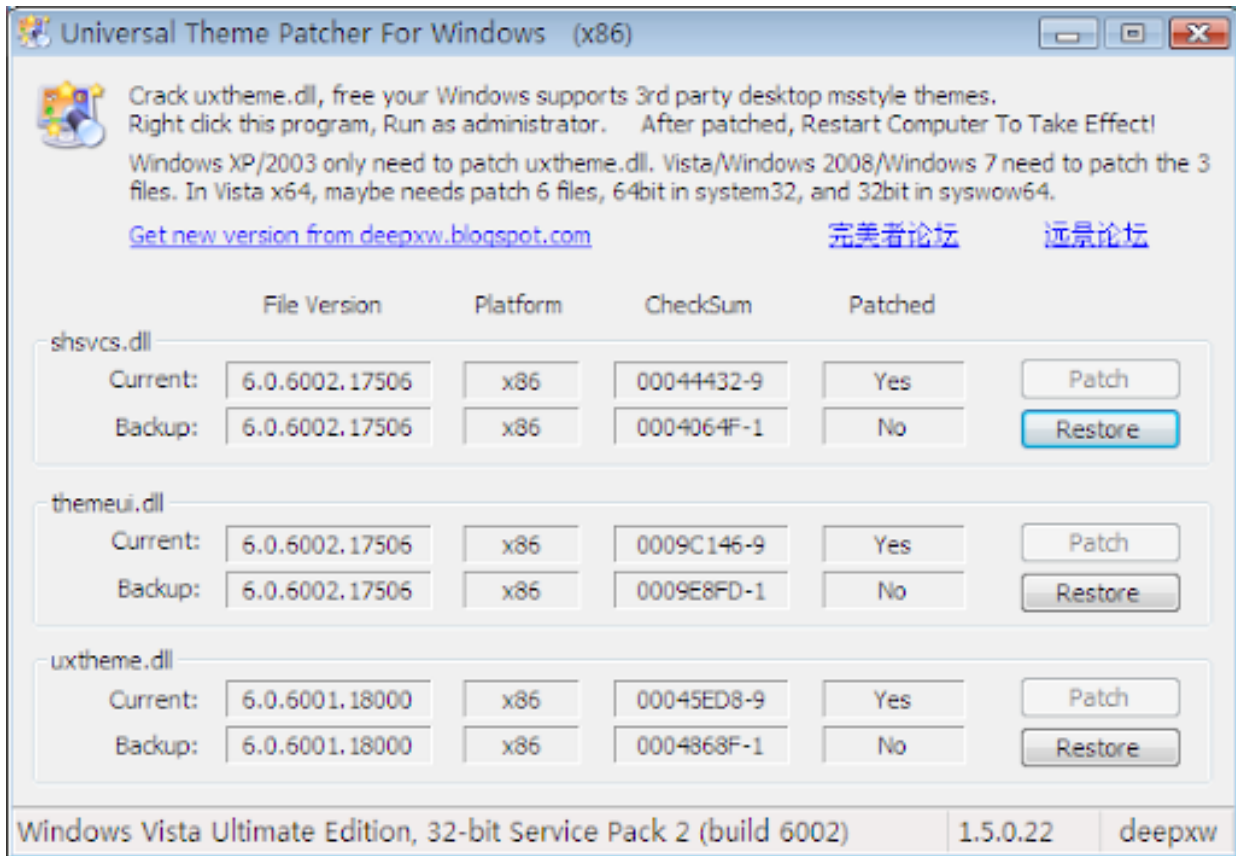 Universal Theme Patcher For Windows (x86)
Crack uxtheme.dll, free your Windows supports 3rd party desktop msstyle themes.
Right click this program, Run as administrator. After patched, Restart Computer To Take Effect!
Windows XP/2003 only need to patch uxtheme.dll. Vista/Windows 2008/Windows 7 need to patch the 3
files. In Vista x64, maybe needs patch 6 files, 64bit in system32, and 32bit in syswow64.
Get new version from deepxw.blogspot.com 完美者论坛 远景论坛
File Version Platform CheckSum Patched
shsvcs.dll
Current: 6.0.6002.17506 x86 00044432-9 Yes Patch
Backup: 6.0.6002.17506 x86 0004064F-1 No Restore
themeui.dll
Current: 6.0.6002.17506 x86 0009C146-9 Yes Patch
Backup: 6.0.6002.17506 x86 0009E8FD-1 No Restore
uxtheme.dll
Current: 6.0.6001.18000 x86 00045ED8-9 Yes Patch
Backup: 6.0.6001.18000 x86 0004868F-1 No Restore
Windows Vista Ultimate Edition, 32-bit Service Pack 2 (build 6002) 1.5.0.22 deepxw